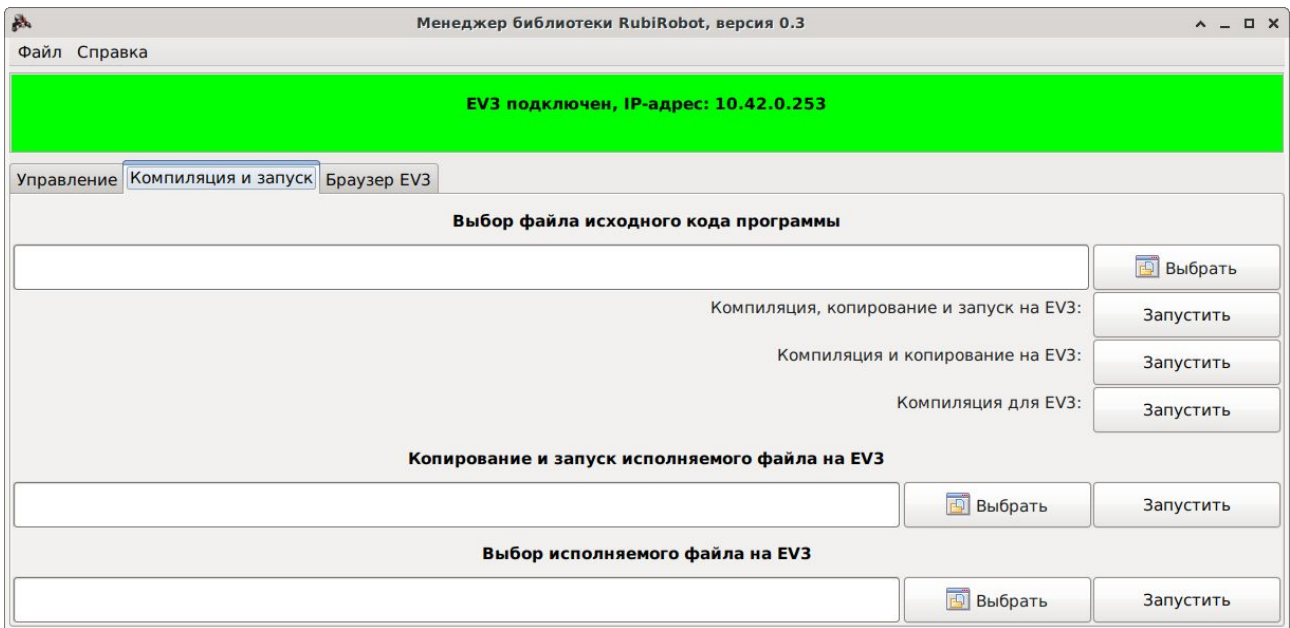 Менеджер библиотеки RubiRobot, версия 0.3
Файл Справка
EV3 подключен, IP-адрес: 10.42.0.253
Управление Компиляция и запуск Браузер EV3
Выбор файла исходного кода программы
Выбрать
Компиляция, копирование и запуск на EV3: Запустить
Компиляция и копирование на EV3: Запустить
Компиляция для EV3: Запустить
Копирование и запуск исполняемого файла на EV3
Выбрать Запустить
Выбор исполняемого файла на EV3
Выбрать Запустить